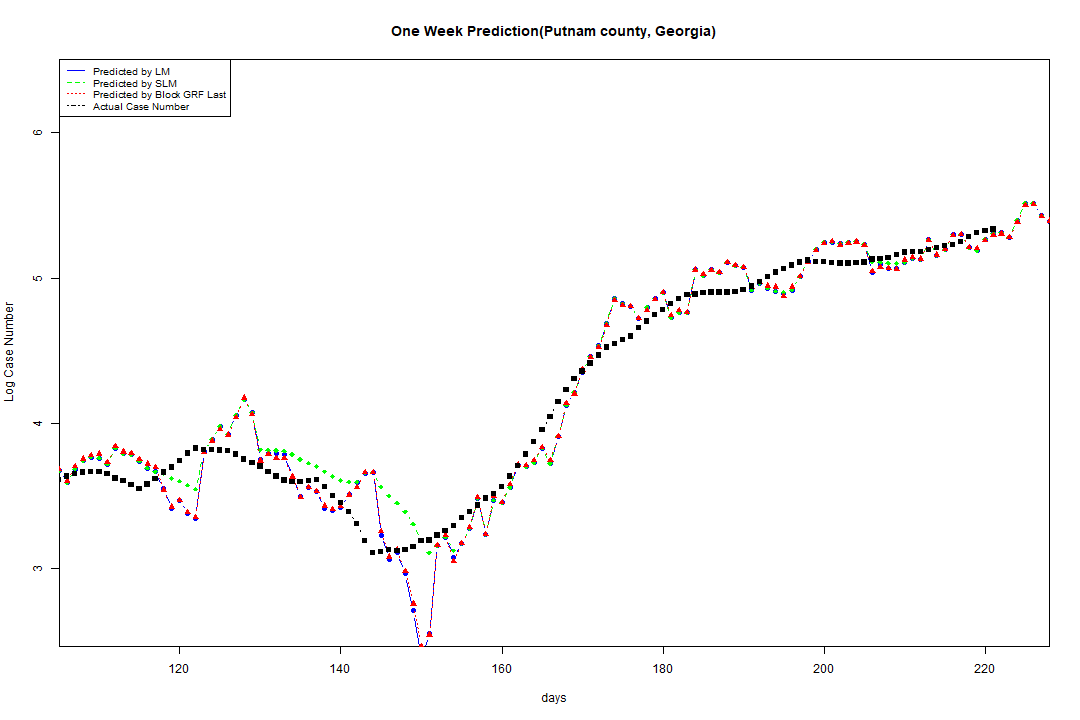 One Week Prediction(Putnam county, Georgia)
Predicted by LM
Predicted by SLM
Predicted by Block GRF Last
Actual Case Number
6
5
4
3
Log Case Number
120 140 160 180 200 220
days